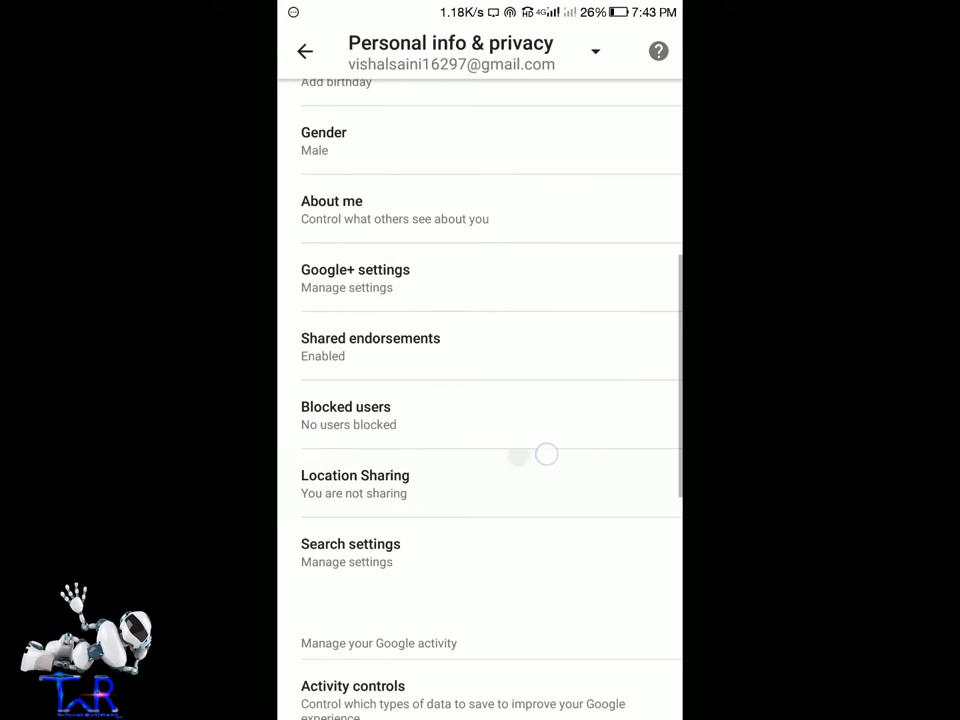 1.18K/s HD 4G 26% 7:43 PM
Personal info & privacy
vishalsaini16297@gmail.com
Add birthday
Gender
Male
About me
Control what others see about you
Google+ settings
Manage settings
Shared endorsements
Enabled
Blocked users
No users blocked
Location Sharing
You are not sharing
Search settings
Manage settings
Manage your Google activity
Activity controls
Control which types of data to save to improve your Google
experience
TWR